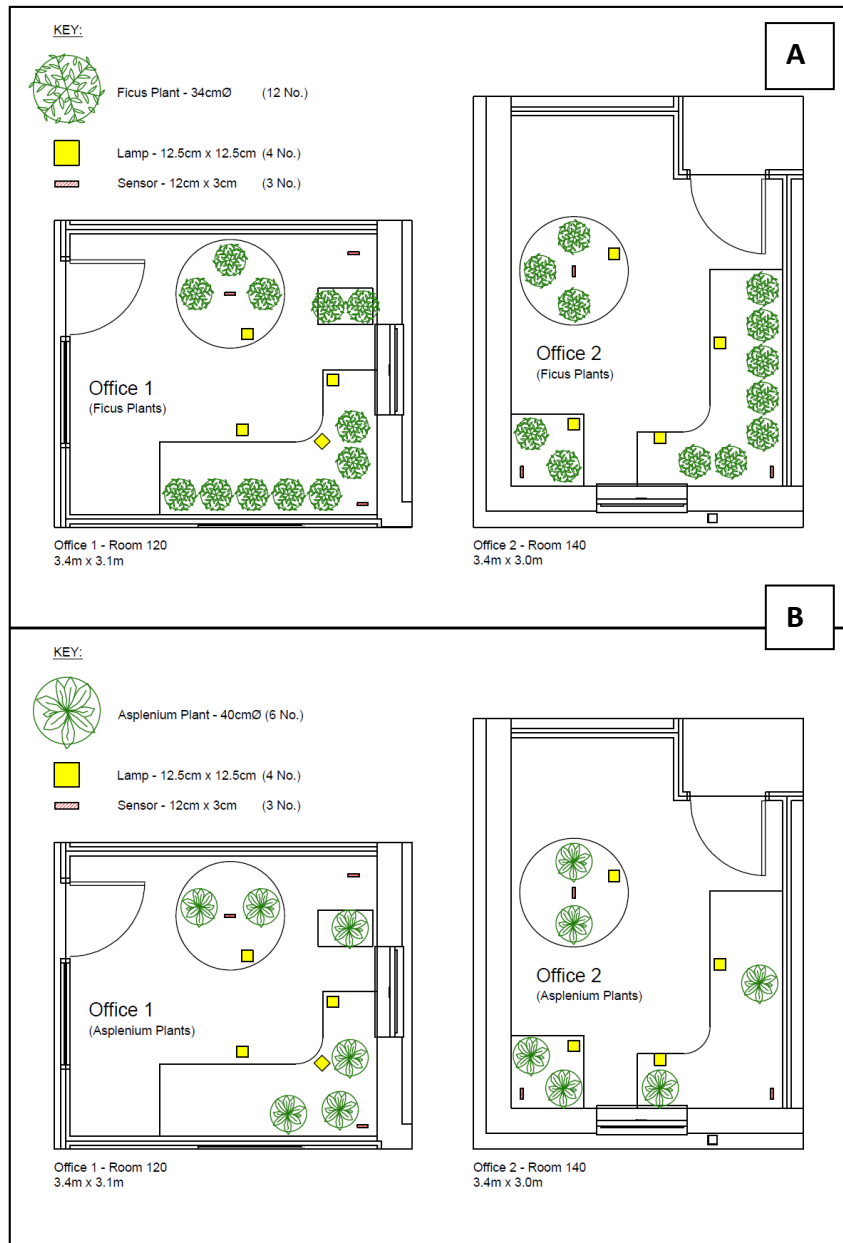 A
KEY:
Ficus Plant - 34cmØ (12 No.)
Lamp - 12.5cm x 12.5cm (4 No.)
Sensor - 12cm x 3cm (3 No.)
Office 1
(Ficus Plants)
Office 1 - Room 120
3.4m x 3.1m
Office 2
(Ficus Plants)
Office 2 - Room 140
3.4m x 3.0m
B
KEY:
Asplenium Plant - 40cmØ (6 No.)
Lamp - 12.5cm x 12.5cm (4 No.)
Sensor - 12cm x 3cm (3 No.)
Office 1
(Asplenium Plants)
Office 1 - Room 120
3.4m x 3.1m
Office 2
(Asplenium Plants)
Office 2 - Room 140
3.4m x 3.0m